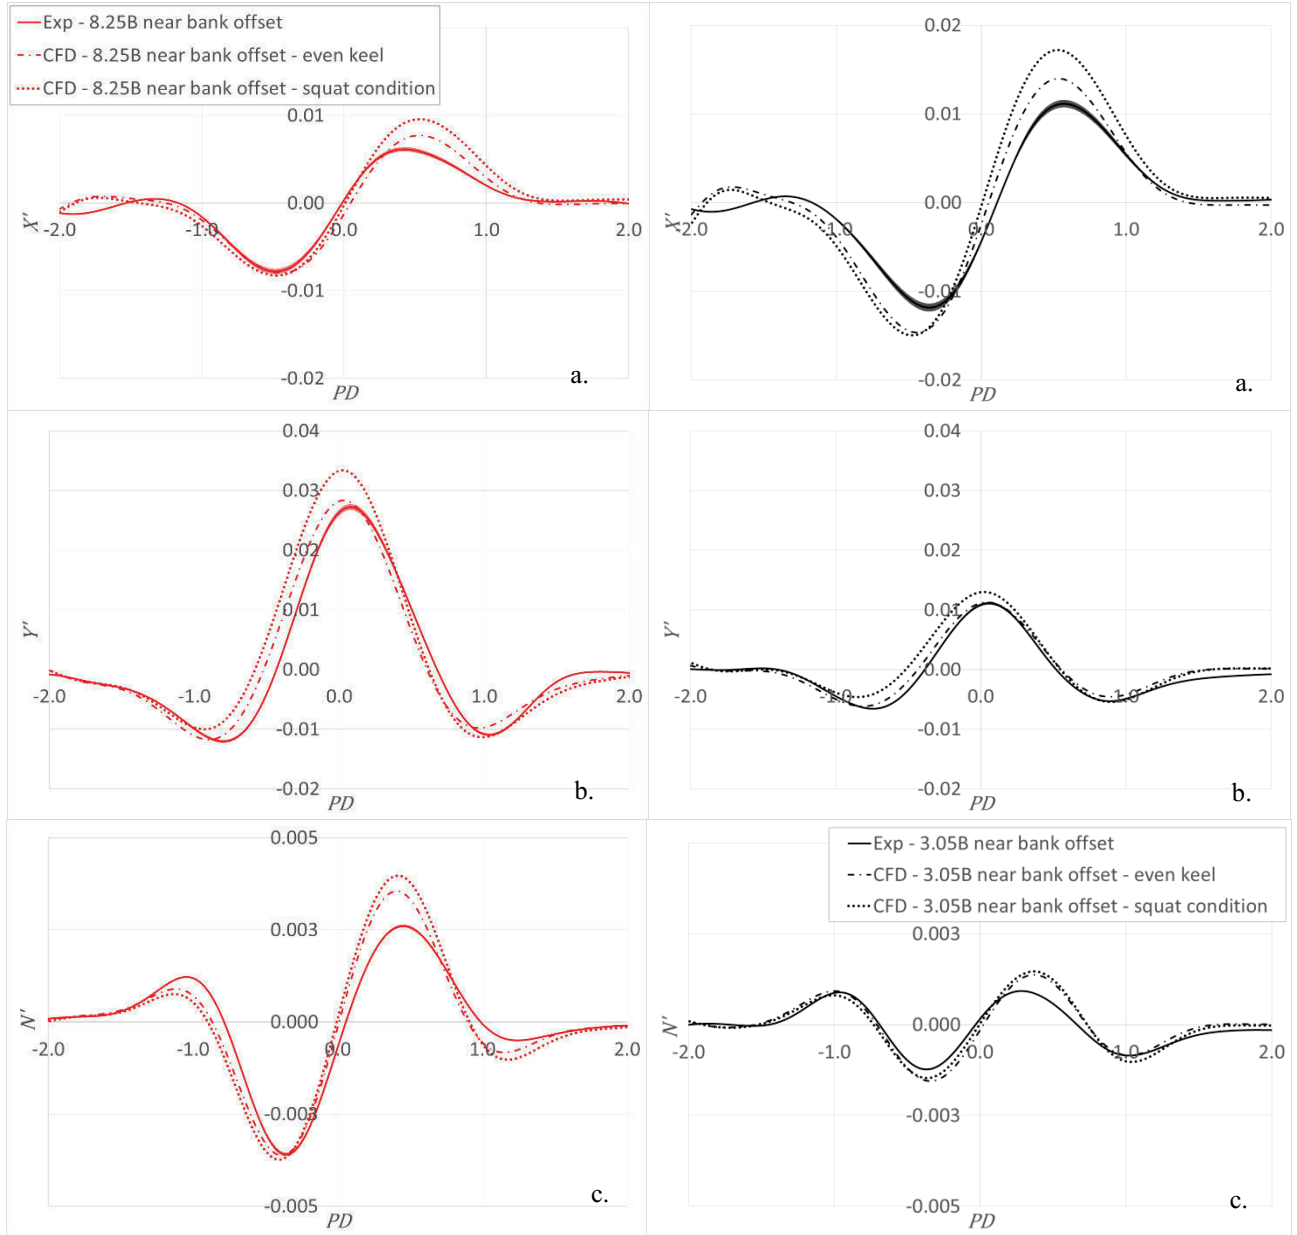 Exp - 8.25B near bank offset
CFD - 8.25B near bank offset - even keel
CFD - 8.25B near bank offset - squat condition
0.01
0.00
-2.0 -1.0 0.0 1.0 2.0
-0.01
-0.02
X'
PD
a.
0.02
0.01
0.00
-2.0 -1.0 0.0 1.0 2.0
-0.01
-0.02
X'
PD
a.
0.04
0.03
0.02
0.01
0.00
-2.0 -1.0 0.0 1.0 2.0
-0.01
-0.02
Y'
PD
b.
0.04
0.03
0.02
0.01
0.00
-2.0 -1.0 0.0 1.0 2.0
-0.01
-0.02
Y'
PD
b.
0.005
0.003
0.000
-2.0 -1.0 0.0 1.0 2.0
-0.003
-0.005
N'
PD
c.
Exp - 3.05B near bank offset
CFD - 3.05B near bank offset - even keel
CFD - 3.05B near bank offset - squat condition
0.003
0.000
-2.0 -1.0 0.0 1.0 2.0
-0.003
-0.005
N'
PD
c.